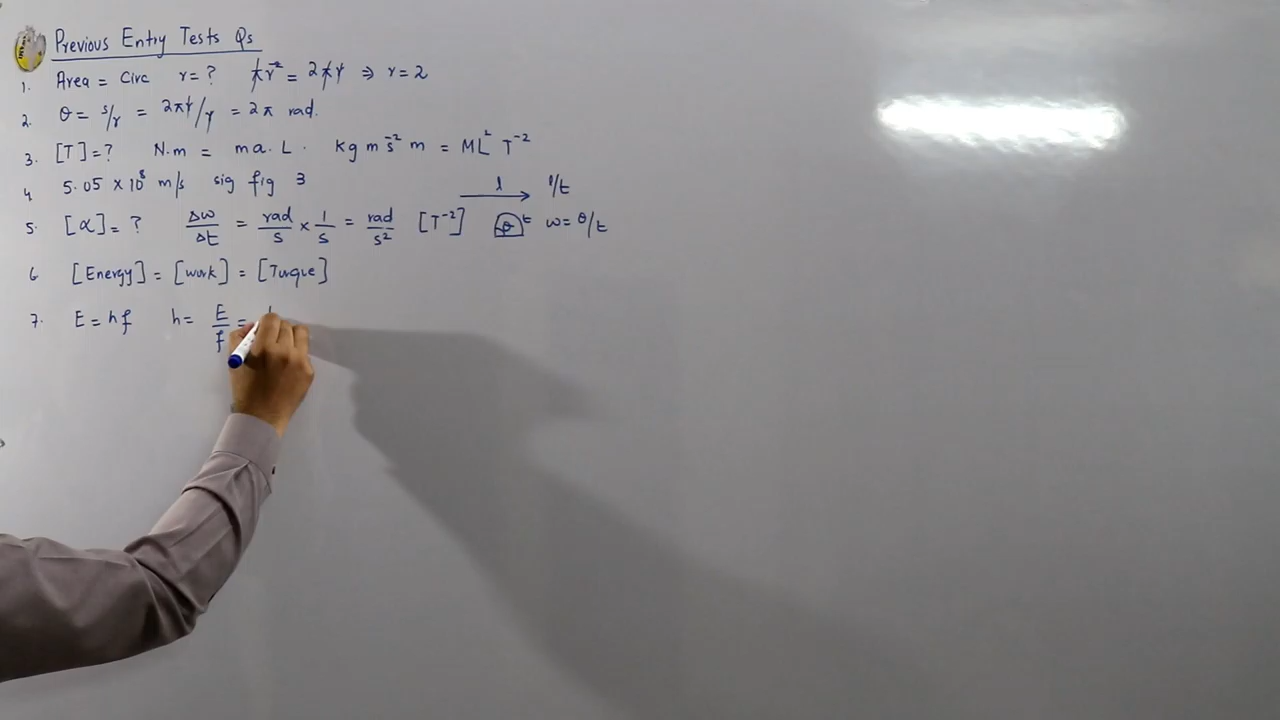 Previous Entry Tests Qs
1. Area = Circ r = ? πr² = 2πr ⇒ r = 2
2. θ = s/r = 2πr/r = 2π rad.
3. [T] = ? N.m = ma. L. kg m s⁻² m = ML² T⁻²
4 5.05 × 10⁸ m/s sig fig 3
l l/t
5. [α] = ? Δω/Δt = rad/s × 1/s = rad/s² [T⁻²] θ t ω = θ/t
6 [Energy] = [work] = [Turque]
7. E = hf h = E/f =